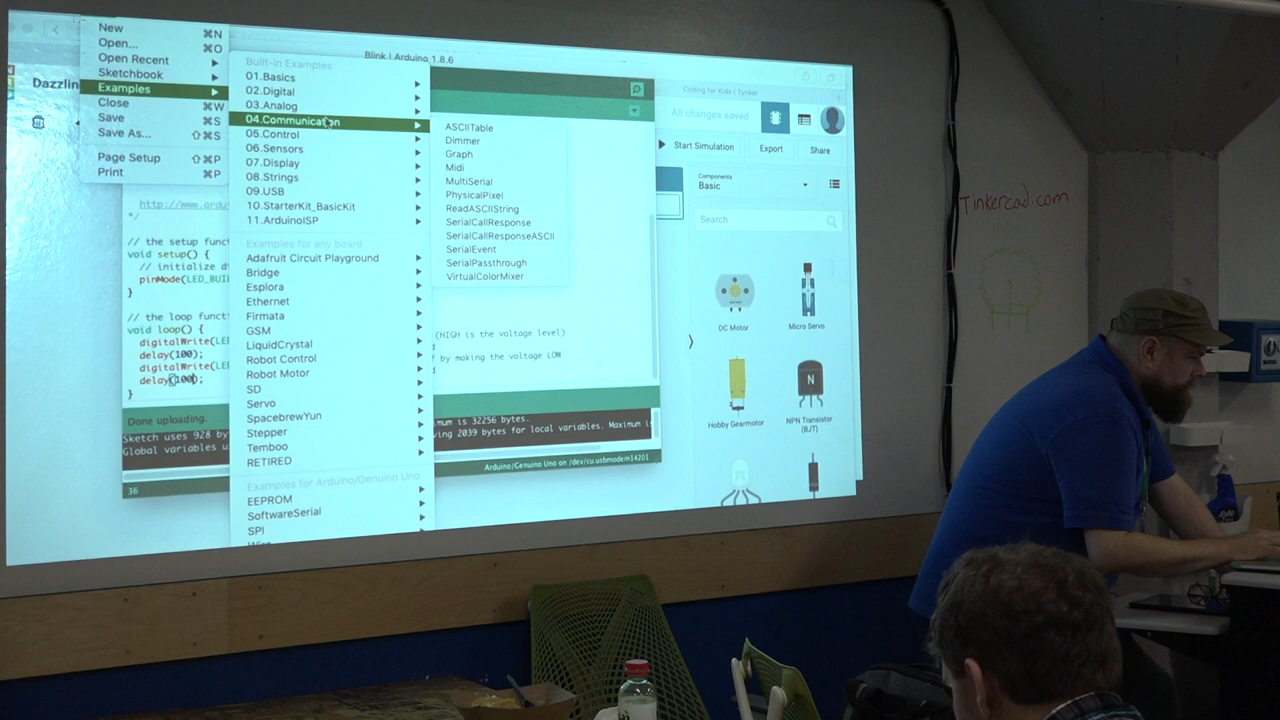 New ⌘N
Open... ⌘O
Open Recent
Sketchbook
Examples
Close ⌘W
Save ⌘S
Save As... ⇧⌘S
Page Setup ⇧⌘P
Print ⌘P
Built-in Examples
01.Basics
02.Digital
03.Analog
04.Communication
05.Control
06.Sensors
07.Display
08.Strings
09.USB
10.StarterKit_BasicKit
11.ArduinoISP
Examples for any board
Adafruit Circuit Playground
Bridge
Esplora
Ethernet
Firmata
GSM
LiquidCrystal
Robot Control
Robot Motor
SD
Servo
SpacebrewYun
Stepper
Temboo
RETIRED
Examples for Arduino/Genuino Uno
EEPROM
SoftwareSerial
SPI
ASCIITable
Dimmer
Graph
Midi
MultiSerial
PhysicalPixel
ReadASCIIString
SerialCallResponse
SerialCallResponseASCII
SerialEvent
SerialPassthrough
VirtualColorMixer
Blink | Arduino 1.8.6
Dazzlin
http://www.ardu
*/
// the setup funct
void setup() {
// initialize d
pinMode(LED_BUI
}
// the loop functi
void loop() {
digitalWrite(LE
delay(100);
digitalWrite(LE
delay(100);
}
(HIGH is the voltage level)
f by making the voltage LOW
Done uploading.
Sketch uses 928 by
Global variables u
mum is 32256 bytes.
ving 2039 bytes for local variables. Maximum i
36
Arduino/Genuino Uno on /dev/cu.usbmodem14201
Coding for Kids | Tynker
All changes saved
Start Simulation
Export
Share
Components
Basic
Search
DC Motor
Micro Servo
Hobby Gearmotor
N
NPN Transistor
(BJT)
Tinkercad.com